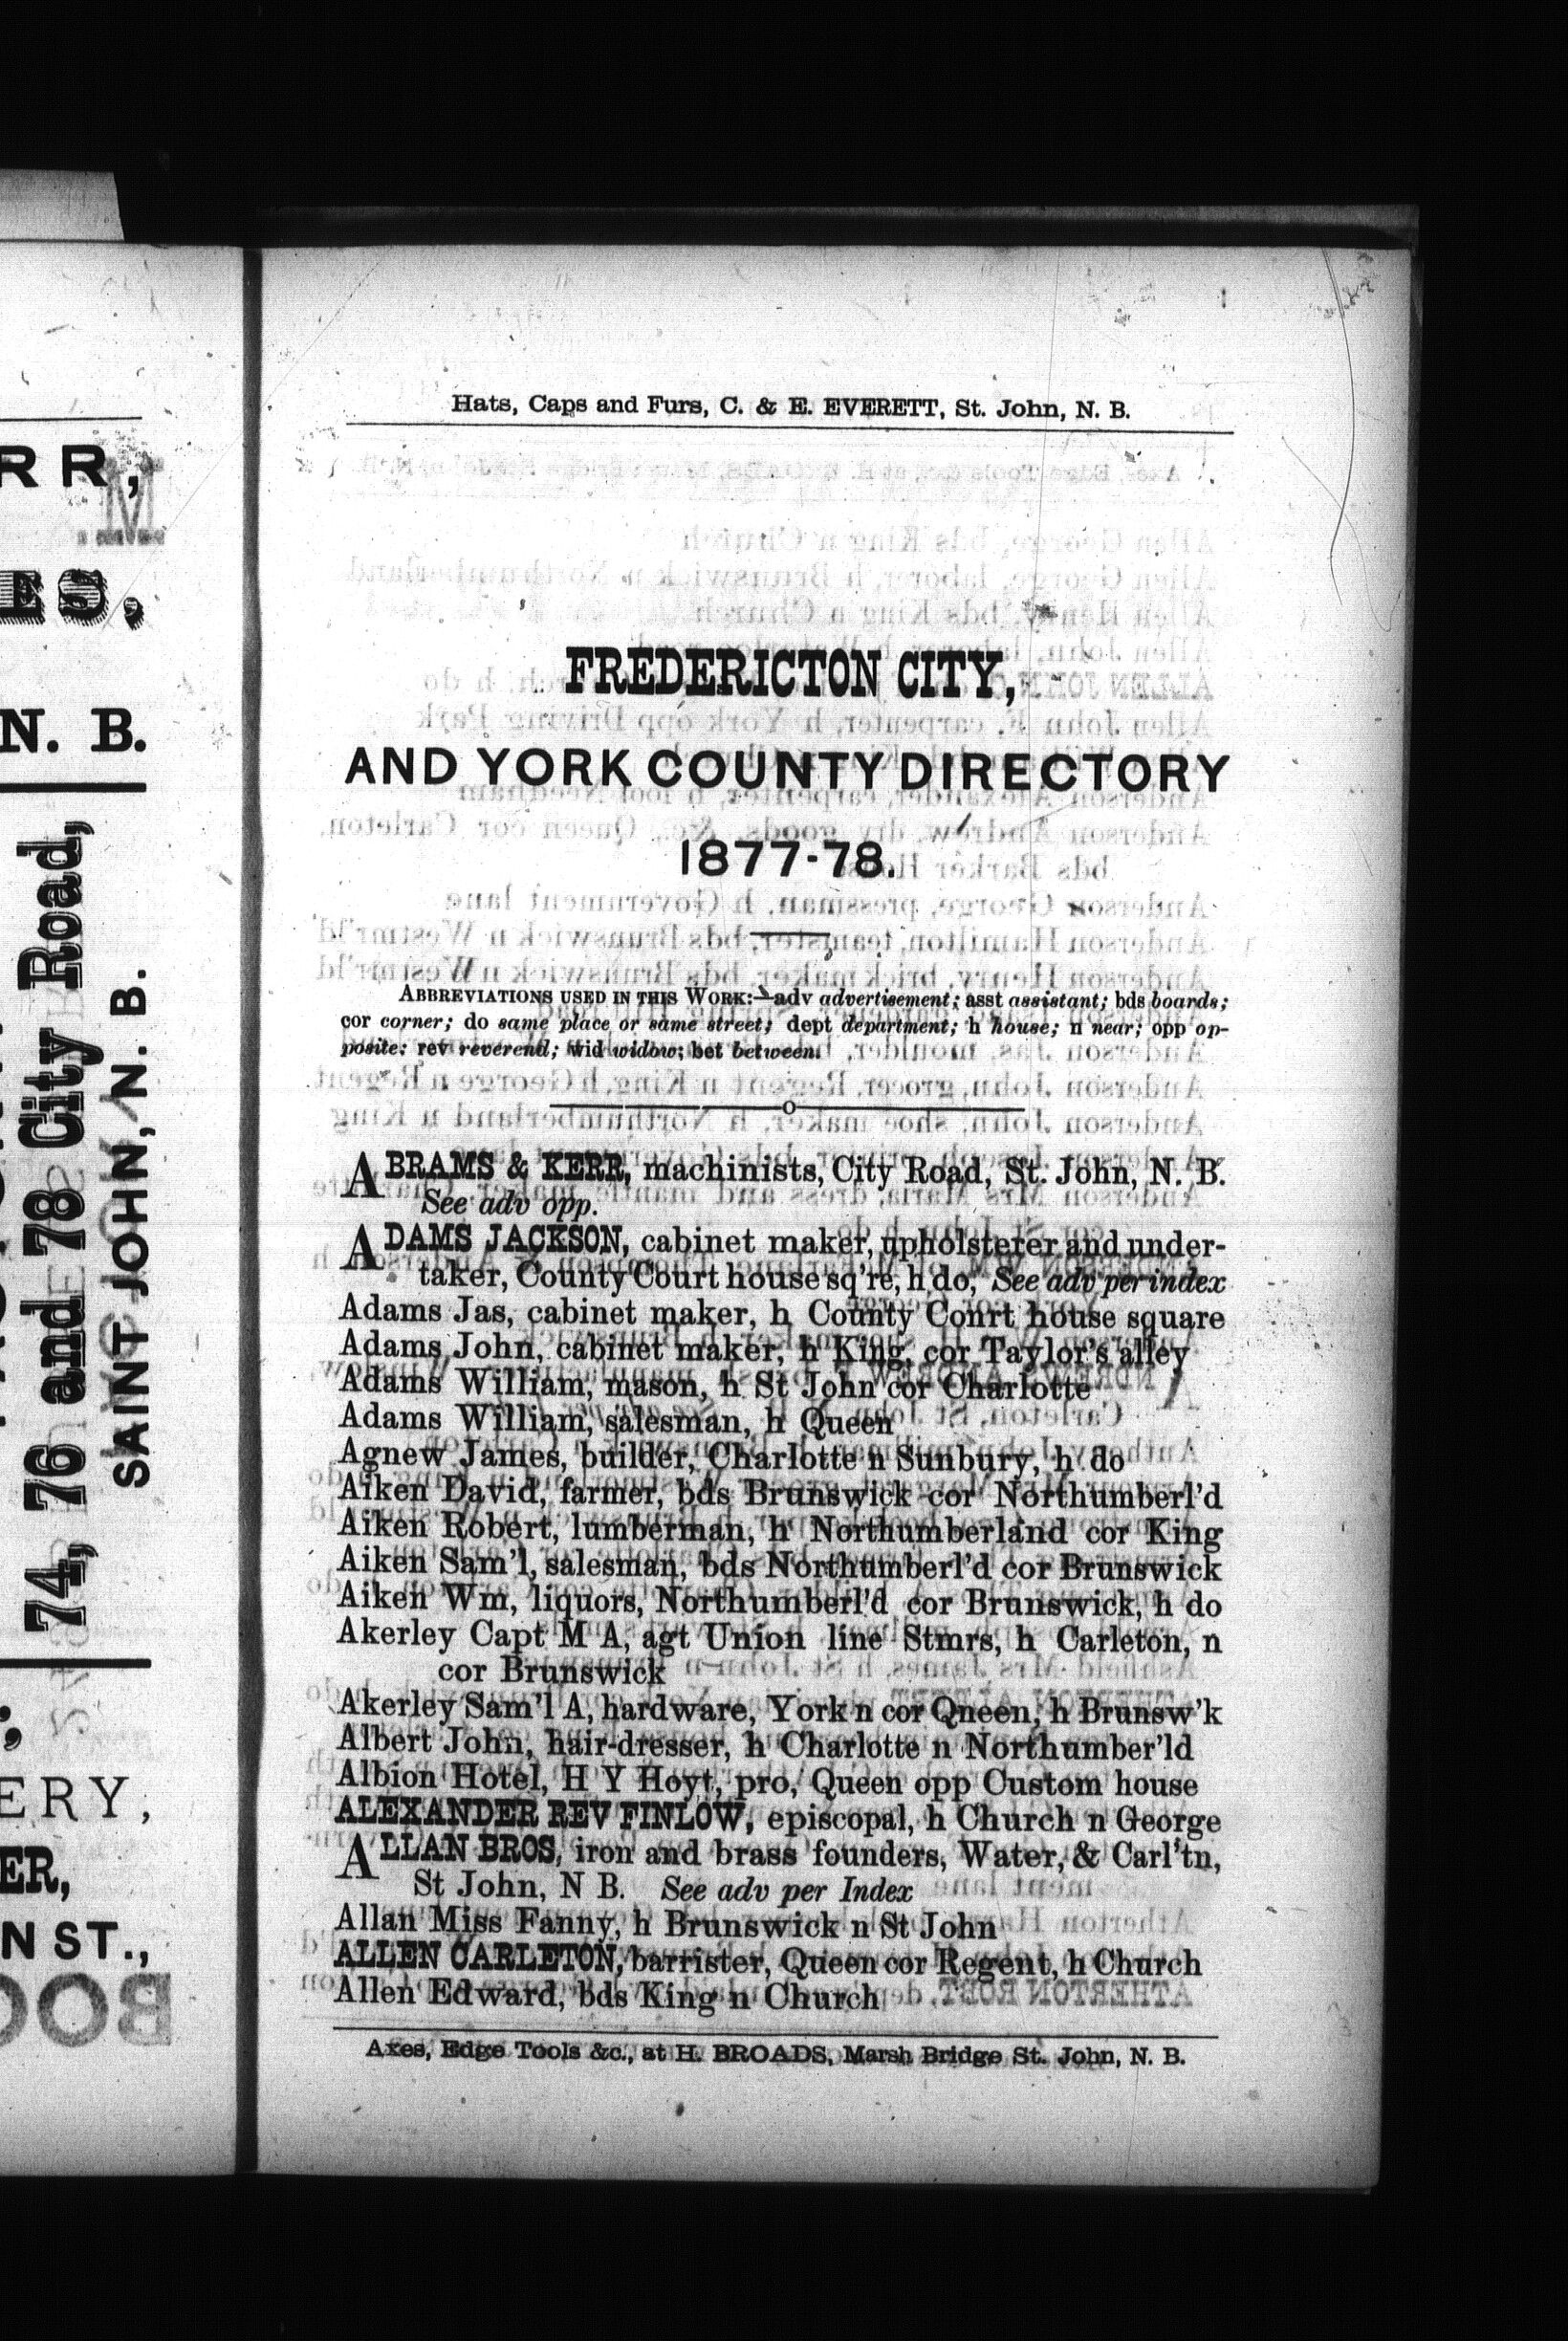 RR,
ES,
N. B.
74, 76 and 78 City Road,
SAINT JOHN, N. B.
ERY,
ER,
N ST.,
Hats, Caps and Furs, C. & E. EVERETT, St. John, N. B.
FREDERICTON CITY,
AND YORK COUNTY DIRECTORY
1877-78.
ABBREVIATIONS USED IN THIS WORK:—adv advertisement; asst assistant; bds boards;
cor corner; do same place or same street; dept department; h house; n near; opp op-
posite: rev reverend; wid widow; bet between.
ABRAMS & KERR, machinists, City Road, St. John, N. B.
See adv opp.
ADAMS JACKSON, cabinet maker, upholsterer and under-
taker, County Court house sq're, h do, See adv per index
Adams Jas, cabinet maker, h County Conrt house square
Adams John, cabinet maker, h King, cor Taylor's alley
Adams William, mason, h St John cor Charlotte
Adams William, salesman, h Queen
Agnew James, builder, Charlotte n Sunbury, h do
Aiken David, farmer, bds Brunswick cor Northumberl'd
Aiken Robert, lumberman, h Northumberland cor King
Aiken Sam'l, salesman, bds Northumberl'd cor Brunswick
Aiken Wm, liquors, Northumberl'd cor Brunswick, h do
Akerley Capt M A, agt Union line Stmrs, h Carleton, n
cor Brunswick
Akerley Sam'l A, hardware, York n cor Qneen, h Brunsw'k
Albert John, hair-dresser, h Charlotte n Northumber'ld
Albion Hotel, H Y Hoyt, pro, Queen opp Custom house
ALEXANDER REV FINLOW, episcopal, h Church n George
ALLAN BROS, iron and brass founders, Water, & Carl'tn,
St John, N B. See adv per Index
Allan Miss Fanny, h Brunswick n St John
ALLEN CARLETON, barrister, Queen cor Regent, h Church
Allen Edward, bds King n Church
Axes, Edge Tools &c., at H. BROADS, Marsh Bridge St. John, N. B.